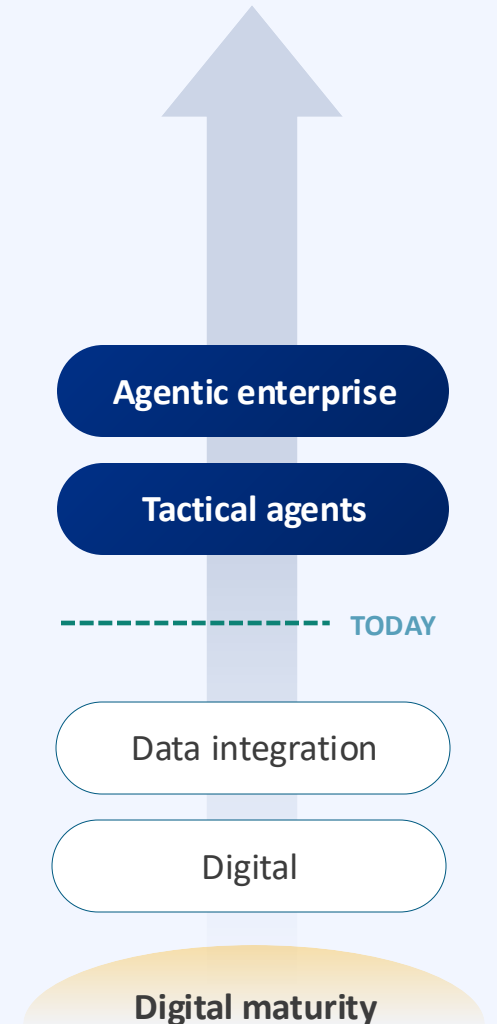 Agentic enterprise
Tactical agents
TODAY
Data integration
Digital
Digital maturity